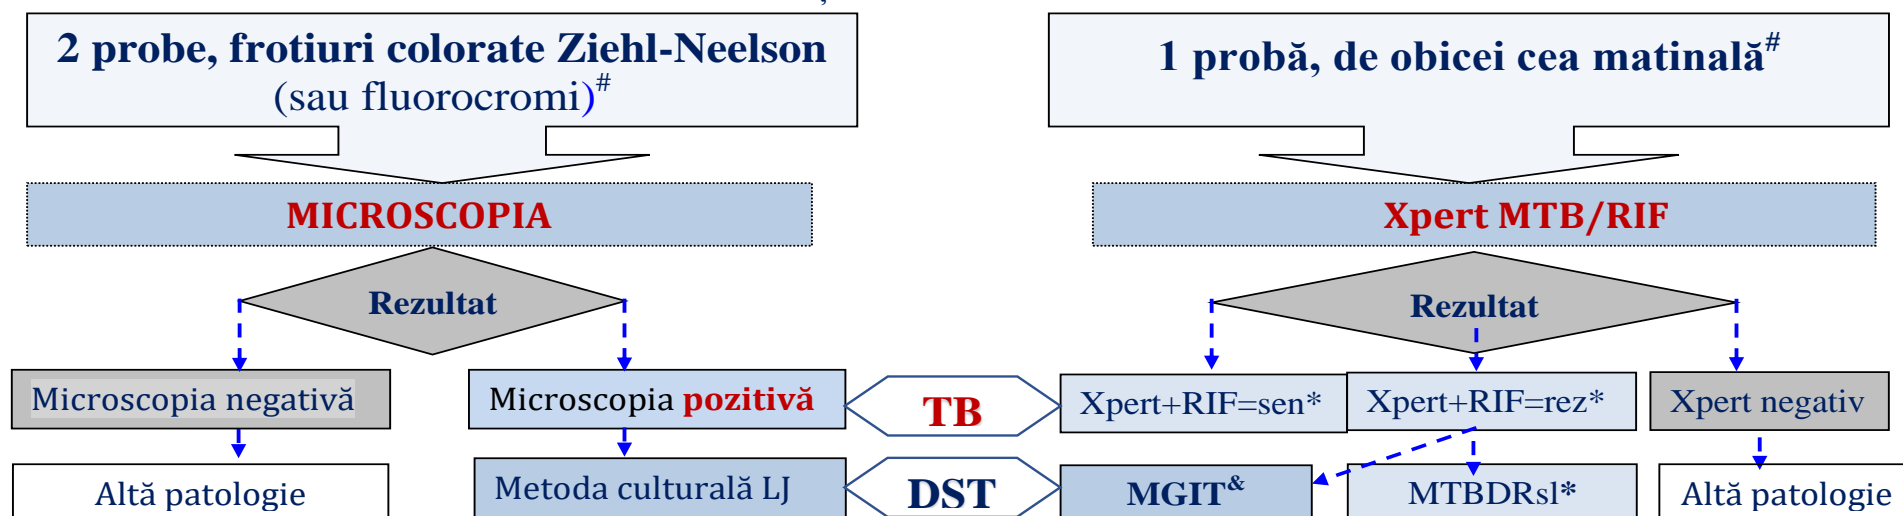 2 probe, frotiuri colorate Ziehl-Neelson
(sau fluorocromi)#
1 probă, de obicei cea matinală#
MICROSCOPIA
Xpert MTB/RIF
Rezultat
Rezultat
Microscopia negativă
Microscopia pozitivă
TB
Xpert+RIF=sen*
Xpert+RIF=rez*
Xpert negativ
Altă patologie
Metoda culturală LJ
DST
MGIT&
MTBDRsl*
Altă patologie